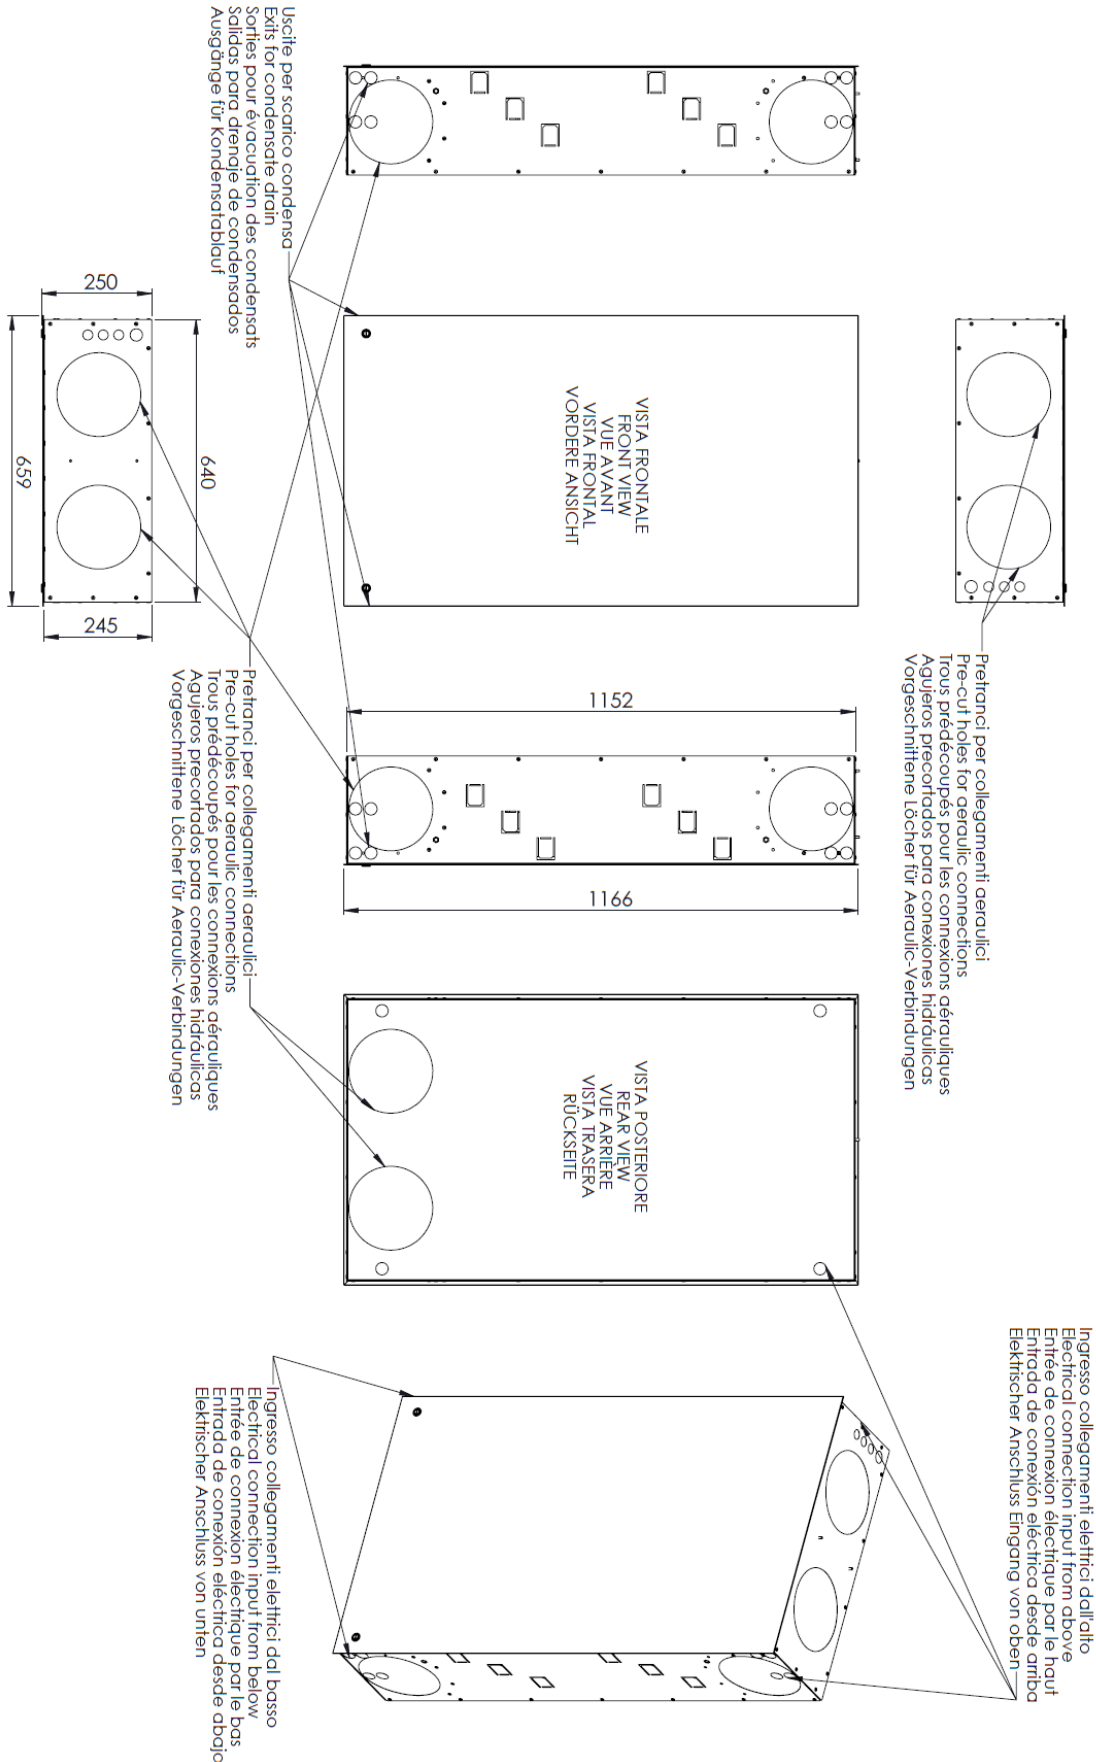 Uscite per scarico condensa
Exits for condensate drain
Sorties pour évacuation des condensats
Salidas para drenaje de condensados
Ausgänge für Kondensatablauf
250
659
640
245
VISTA FRONTALE
FRONT VIEW
VUE AVANT
VISTA FRONTAL
VORDERE ANSICHT
Pretranci per collegamenti aeraulici
Pre-cut holes for aeraulic connections
Trous prédécoupés pour les connexions aérauliques
Agujeros precortados para conexiones hidráulicas
Vorgeschnittene Löcher für Aeraulic-Verbindungen
Pretranci per collegamenti aeraulici
Pre-cut holes for aeraulic connections
Trous prédécoupés pour les connexions aérauliques
Agujeros precortados para conexiones hidráulicas
Vorgeschnittene Löcher für Aeraulic-Verbindungen
1152
1166
VISTA POSTERIORE
REAR VIEW
VUE ARRIÈRE
VISTA TRASERA
RÜCKSEITE
Ingresso collegamenti elettrici dall'alto
Electrical connection input from above
Entrée de connexion électrique par le haut
Entrada de conexión eléctrica desde arriba
Elektrischer Anschluss Eingang von oben
Ingresso collegamenti elettrici dal basso
Electrical connection input from below
Entrée de connexion électrique par le bas
Entrada de conexión eléctrica desde abajo
Elektrischer Anschluss von unten